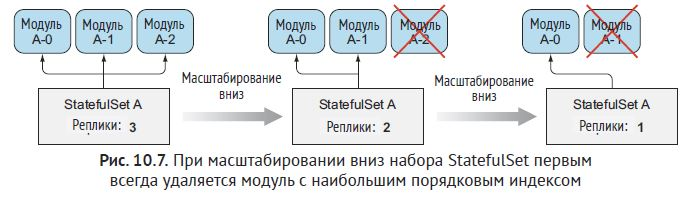 Модуль A-0
Модуль A-1
Модуль A-2
Масштабирование вниз
StatefulSet A
Реплики: 3
Модуль A-0
Модуль A-1
Модуль A-2
Масштабирование вниз
StatefulSet A
Реплики: 2
Модуль A-0
Модуль A-1
StatefulSet A
Реплики: 1
Рис. 10.7. При масштабировании вниз набора StatefulSet первым
всегда удаляется модуль с наибольшим порядковым индексом